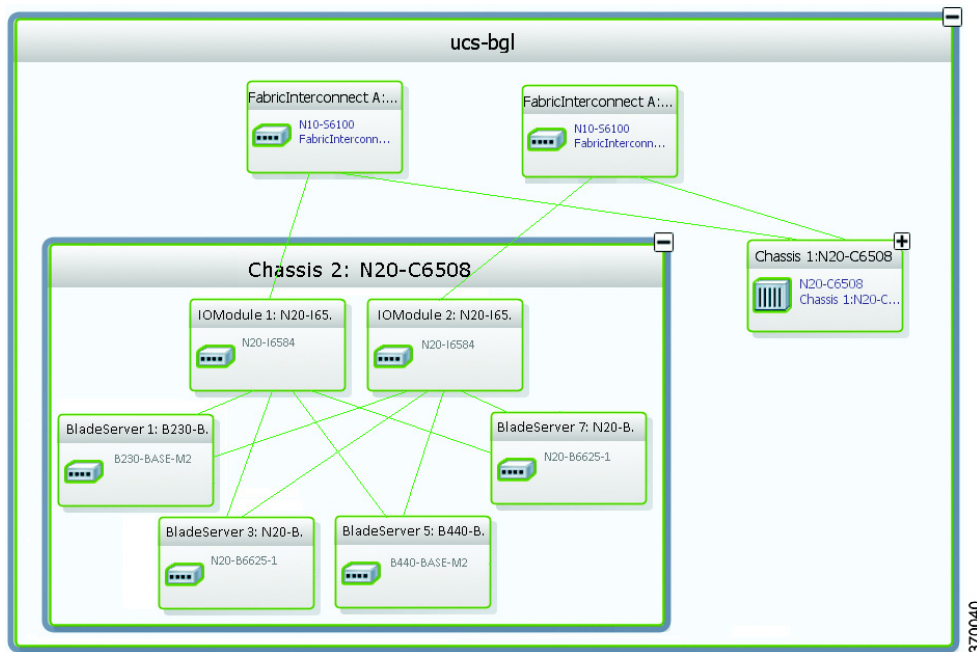 ucs-bgl
FabricInterconnect A:...
N10-S6100
FabricInterconn...
FabricInterconnect A:...
N10-S6100
FabricInterconn...
Chassis 1:N20-C6508
N20-C6508
Chassis 1:N20-C...
Chassis 2: N20-C6508
IOModule 1: N20-I65.
N20-I6584
IOModule 2: N20-I65.
N20-I6584
BladeServer 1: B230-B.
B230-BASE-M2
BladeServer 7: N20-B.
N20-B6625-1
BladeServer 3: N20-B.
N20-B6625-1
BladeServer 5: B440-B.
B440-BASE-M2
370040